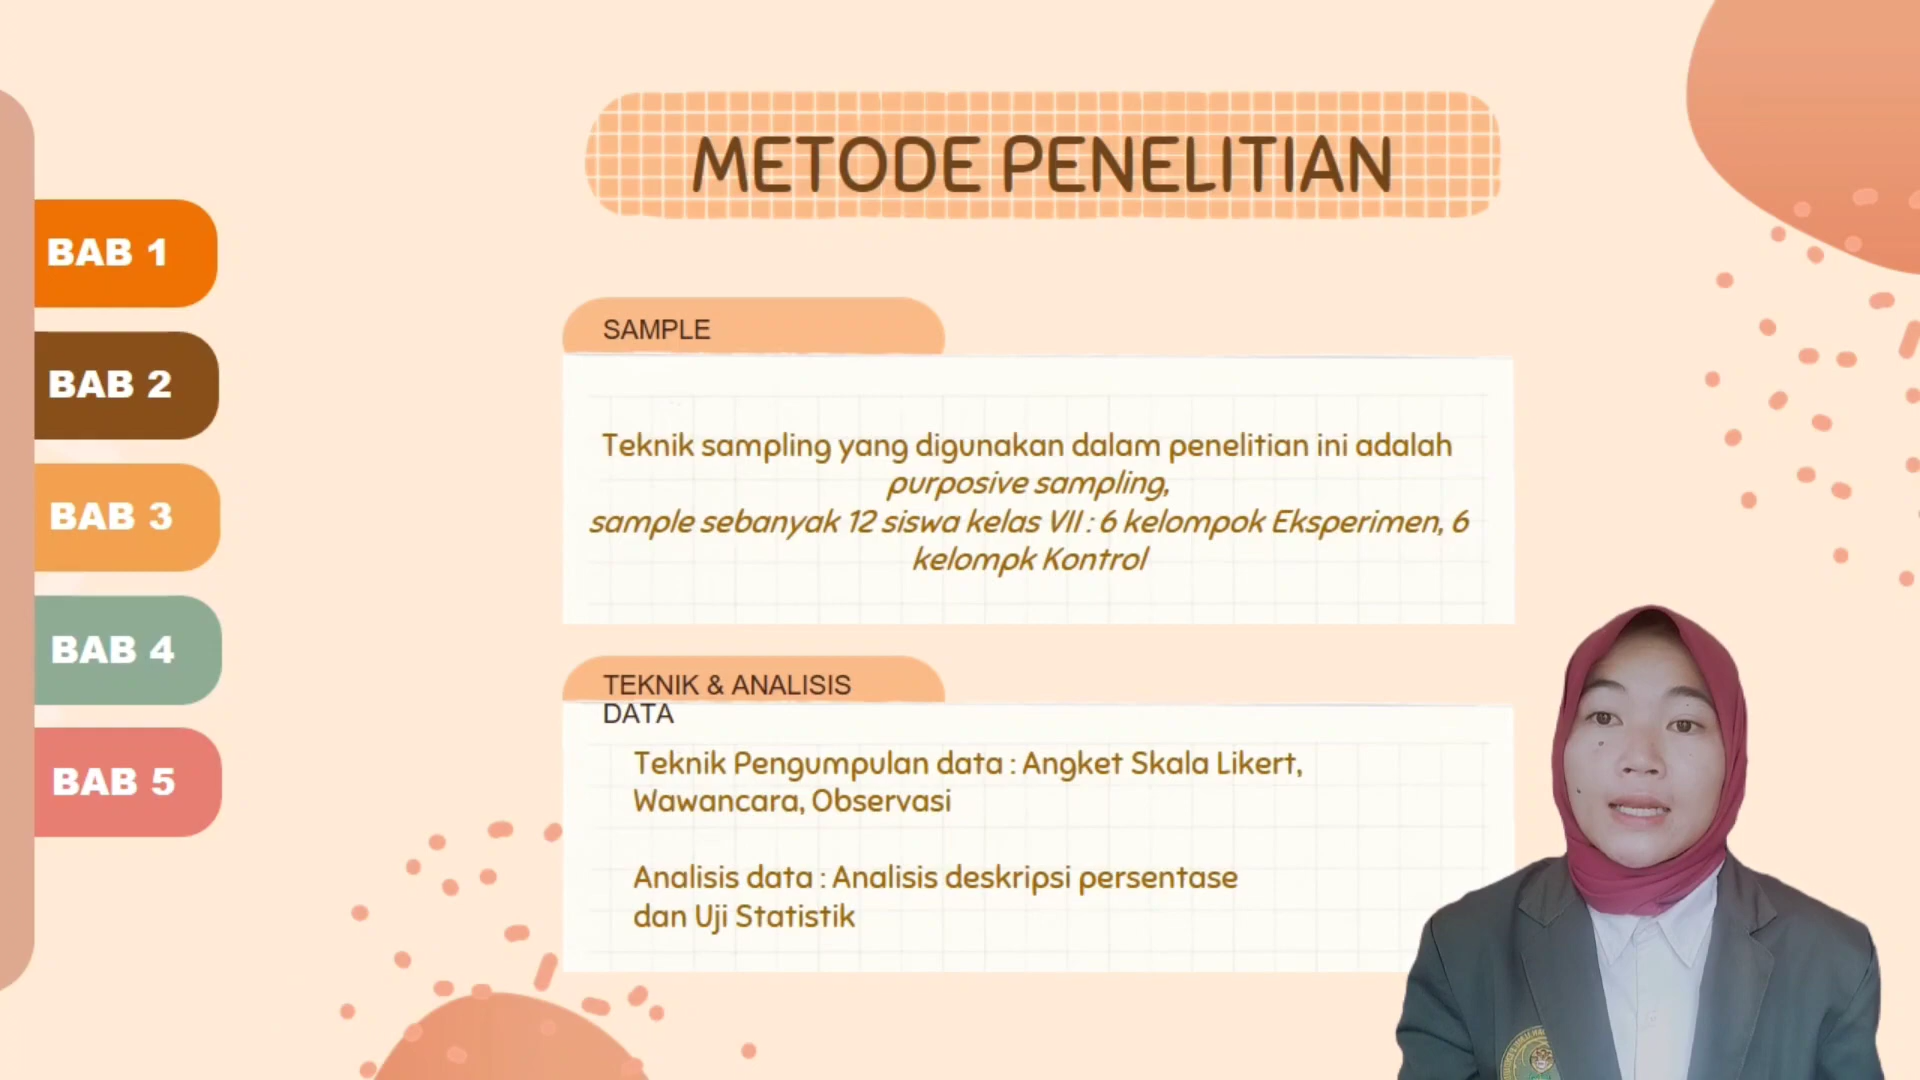 METODE PENELITIAN
BAB 1
BAB 2
BAB 3
BAB 4
BAB 5
SAMPLE
Teknik sampling yang digunakan dalam penelitian ini adalah
purposive sampling,
sample sebanyak 12 siswa kelas VII : 6 kelompok Eksperimen, 6
kelompk Kontrol
TEKNIK & ANALISIS
DATA
Teknik Pengumpulan data : Angket Skala Likert,
Wawancara, Observasi
Analisis data : Analisis deskripsi persentase
dan Uji Statistik